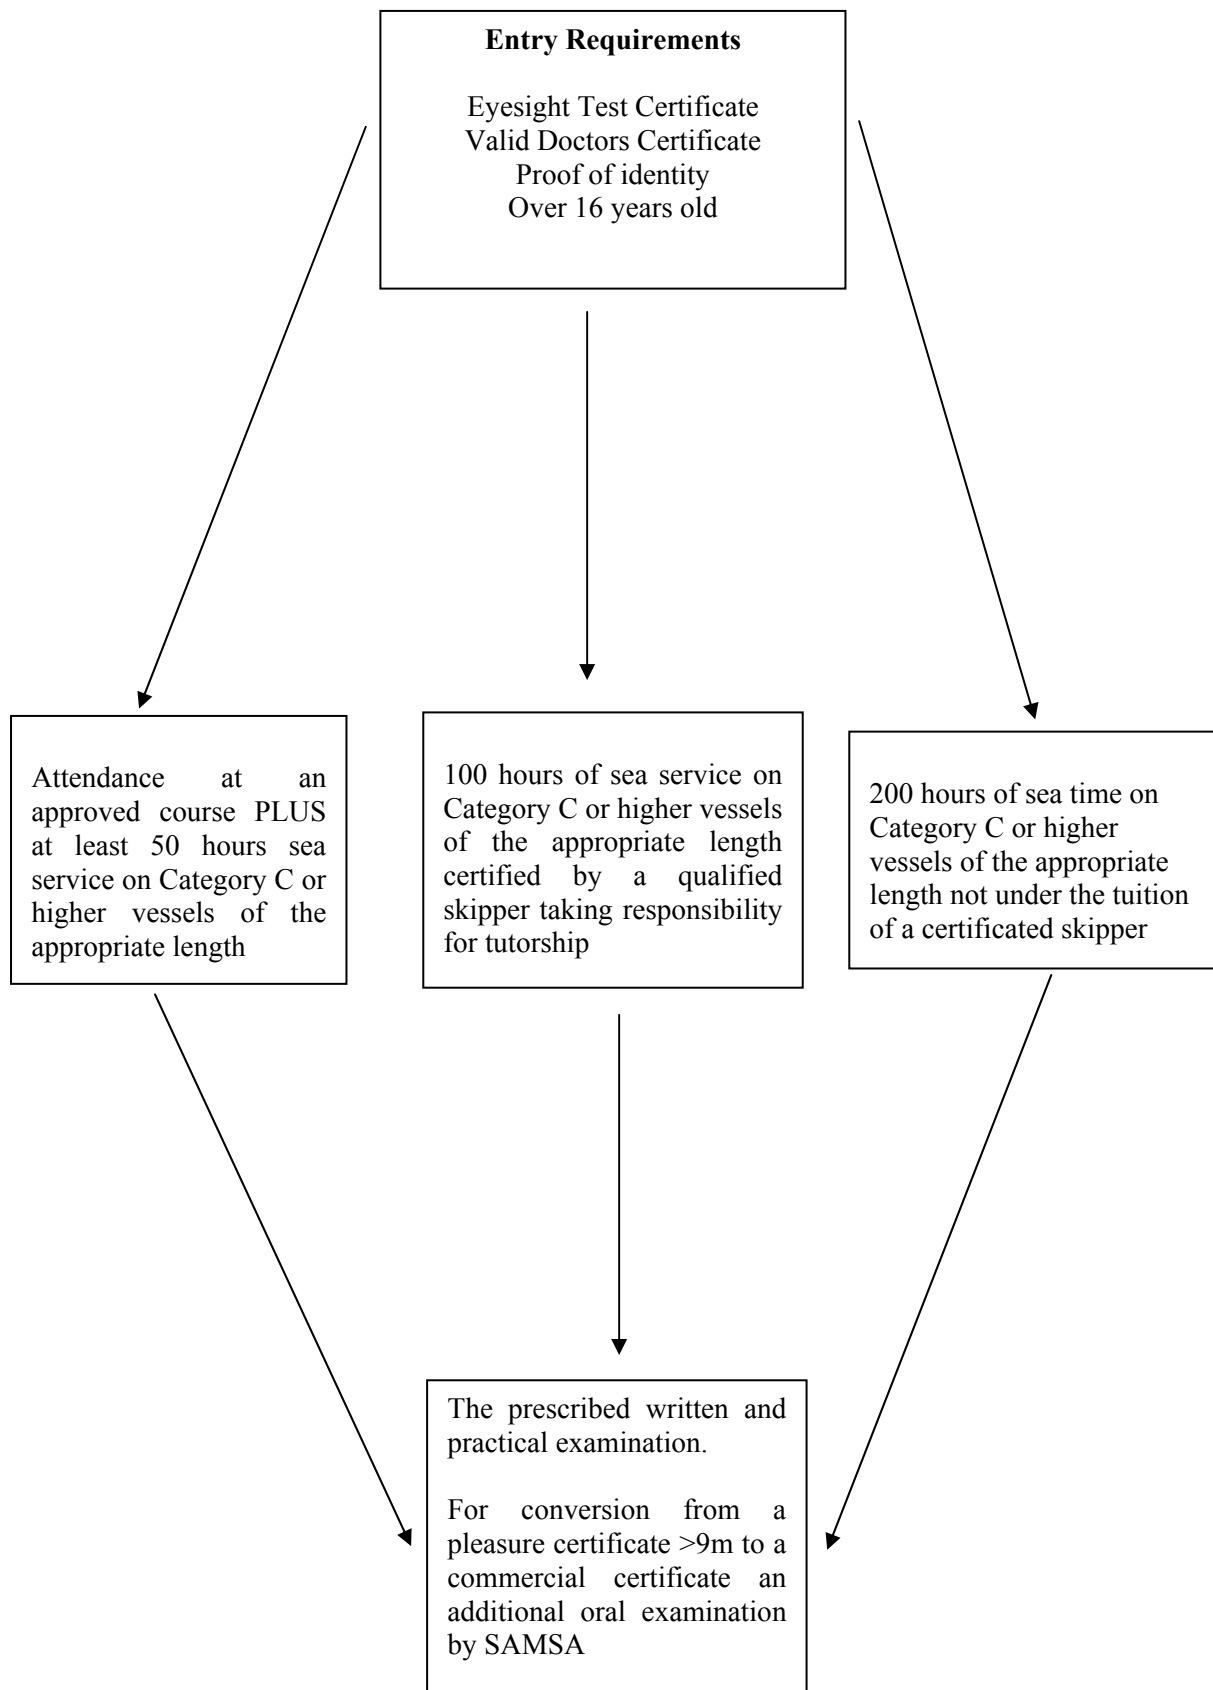 Entry Requirements
Eyesight Test Certificate
Valid Doctors Certificate
Proof of identity
Over 16 years old
Attendance at an
approved course PLUS
at least 50 hours sea
service on Category C or
higher vessels of the
appropriate length
100 hours of sea service on
Category C or higher vessels
of the appropriate length
certified by a qualified
skipper taking responsibility
for tutorship
200 hours of sea time on
Category C or higher
vessels of the appropriate
length not under the tuition
of a certificated skipper
The prescribed written and
practical examination.
For conversion from a
pleasure certificate >9m to a
commercial certificate an
additional oral examination
by SAMSA